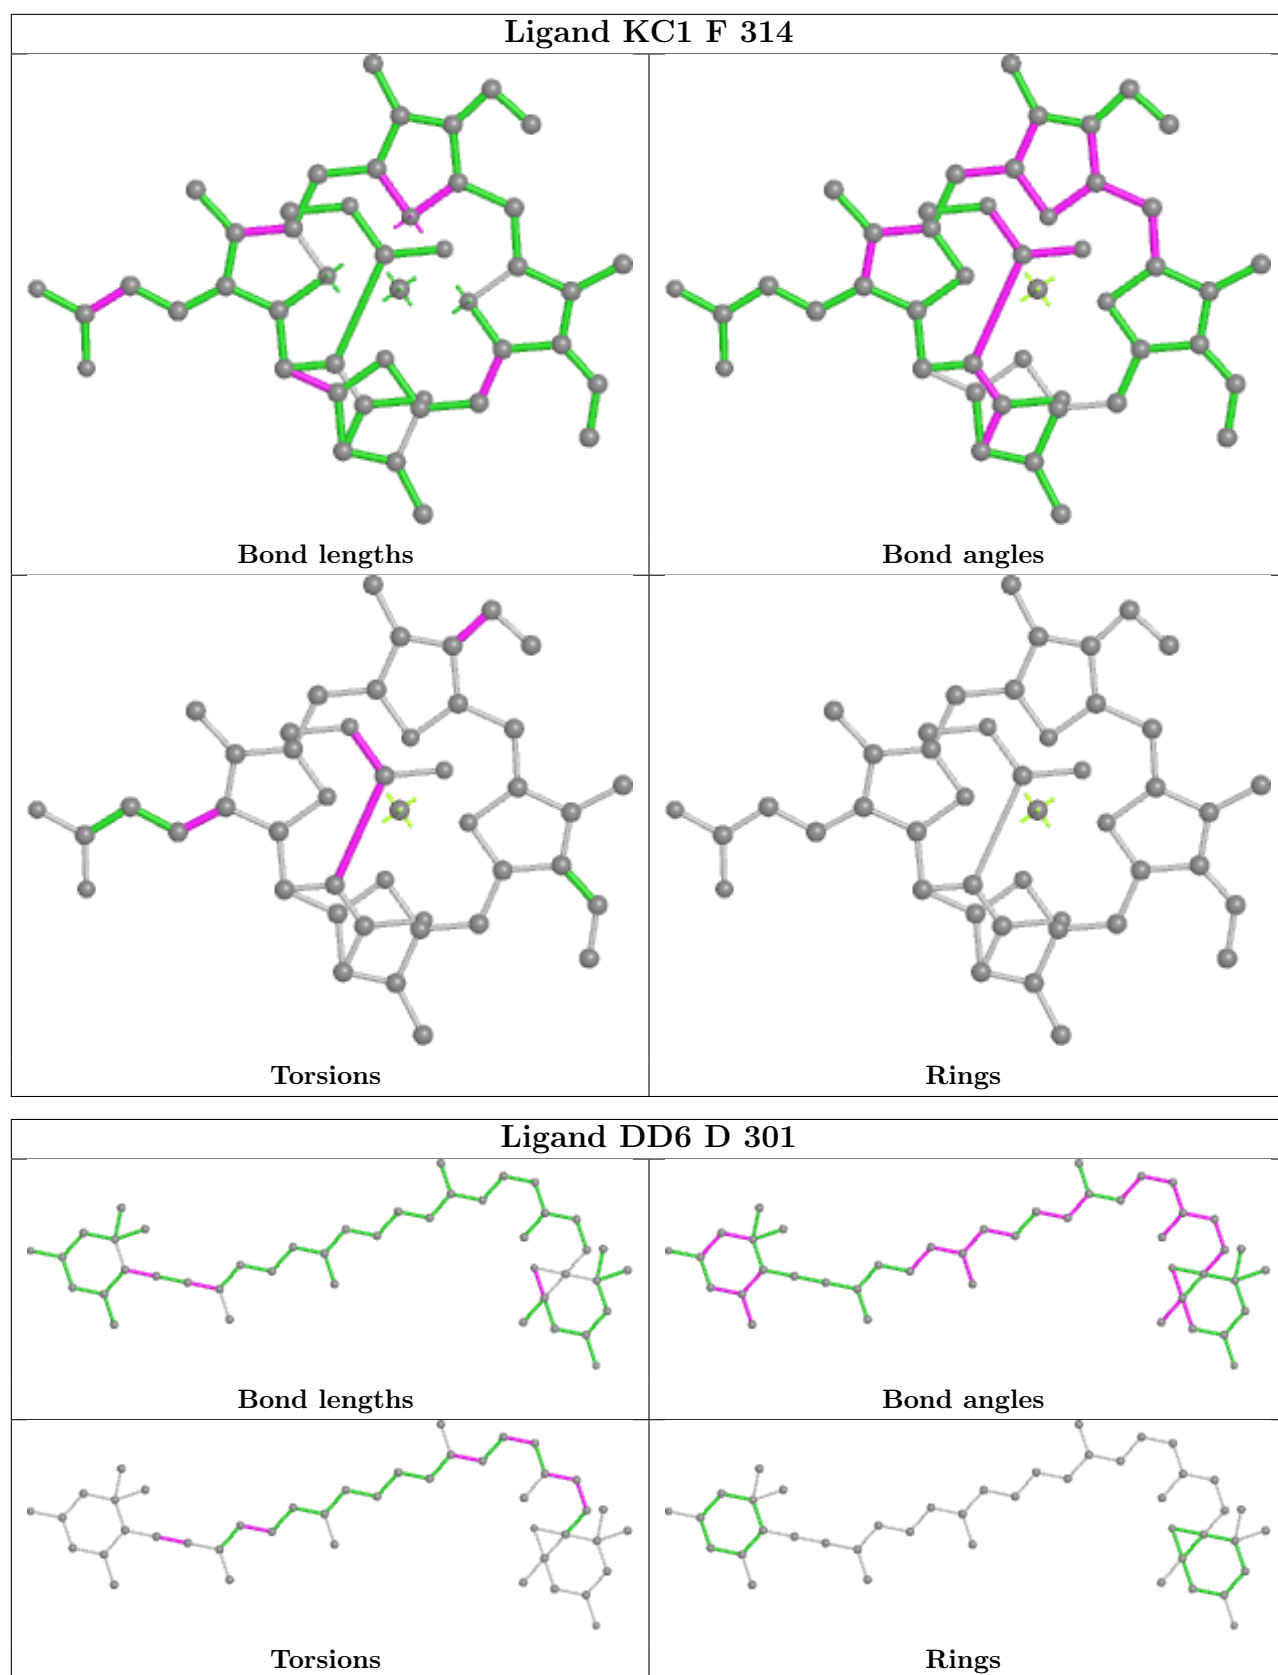 Ligand KC1 F 314
Bond lengths
Bond angles
Torsions
Rings
Ligand DD6 D 301
Bond lengths
Bond angles
Torsions
Rings